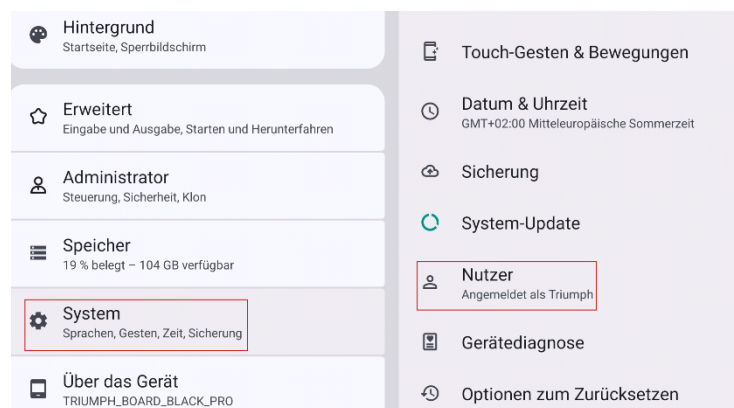 Hintergrund
Startseite, Sperrbildschirm
Erweitert
Eingabe und Ausgabe, Starten und Herunterfahren
Administrator
Steuerung, Sicherheit, Klon
Speicher
19 % belegt – 104 GB verfügbar
System
Sprachen, Gesten, Zeit, Sicherung
Über das Gerät
TRIUMPH_BOARD_BLACK_PRO
Touch-Gesten & Bewegungen
Datum & Uhrzeit
GMT+02:00 Mitteleuropäische Sommerzeit
Sicherung
System-Update
Nutzer
Angemeldet als Triumph
Gerätediagnose
Optionen zum Zurücksetzen